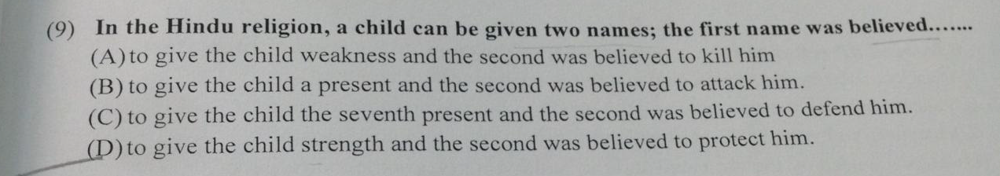 (9) In the Hindu religion, a child can be given two names; the first name was believed.......
(A) to give the child weakness and the second was believed to kill him
(B) to give the child a present and the second was believed to attack him.
(C) to give the child the seventh present and the second was believed to defend him.
(D) to give the child strength and the second was believed to protect him.